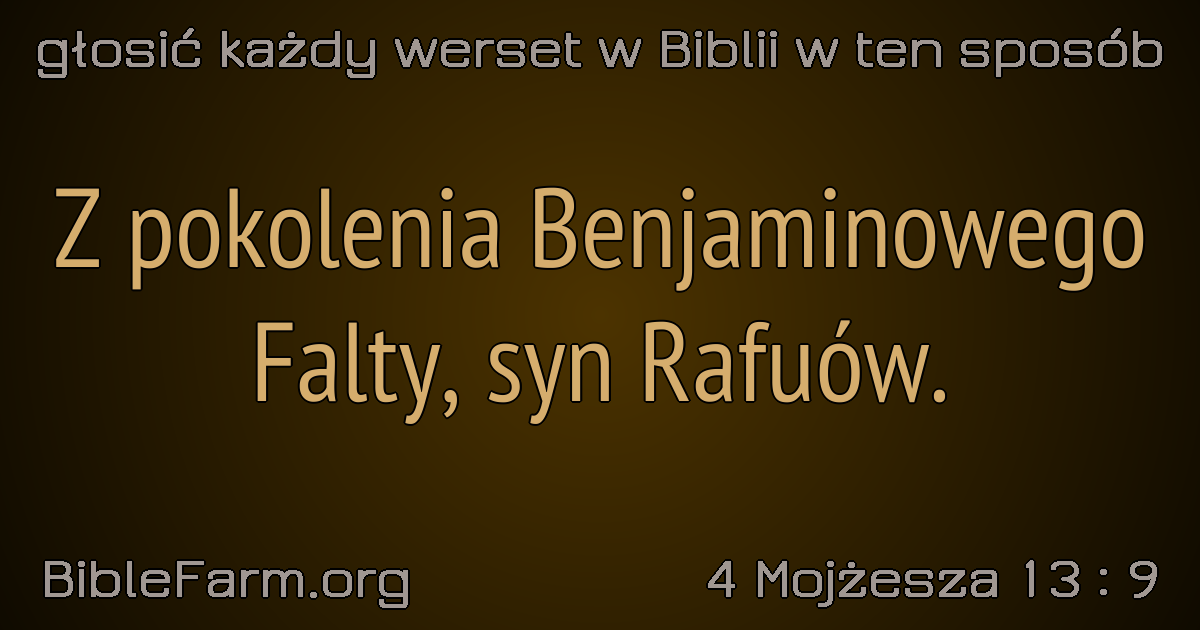 głosić każdy werset w Biblii w ten sposób
Z pokolenia Benjaminowego
Falty, syn Rafuów.
BibleFarm.org
4 Mojżesza 13 : 9